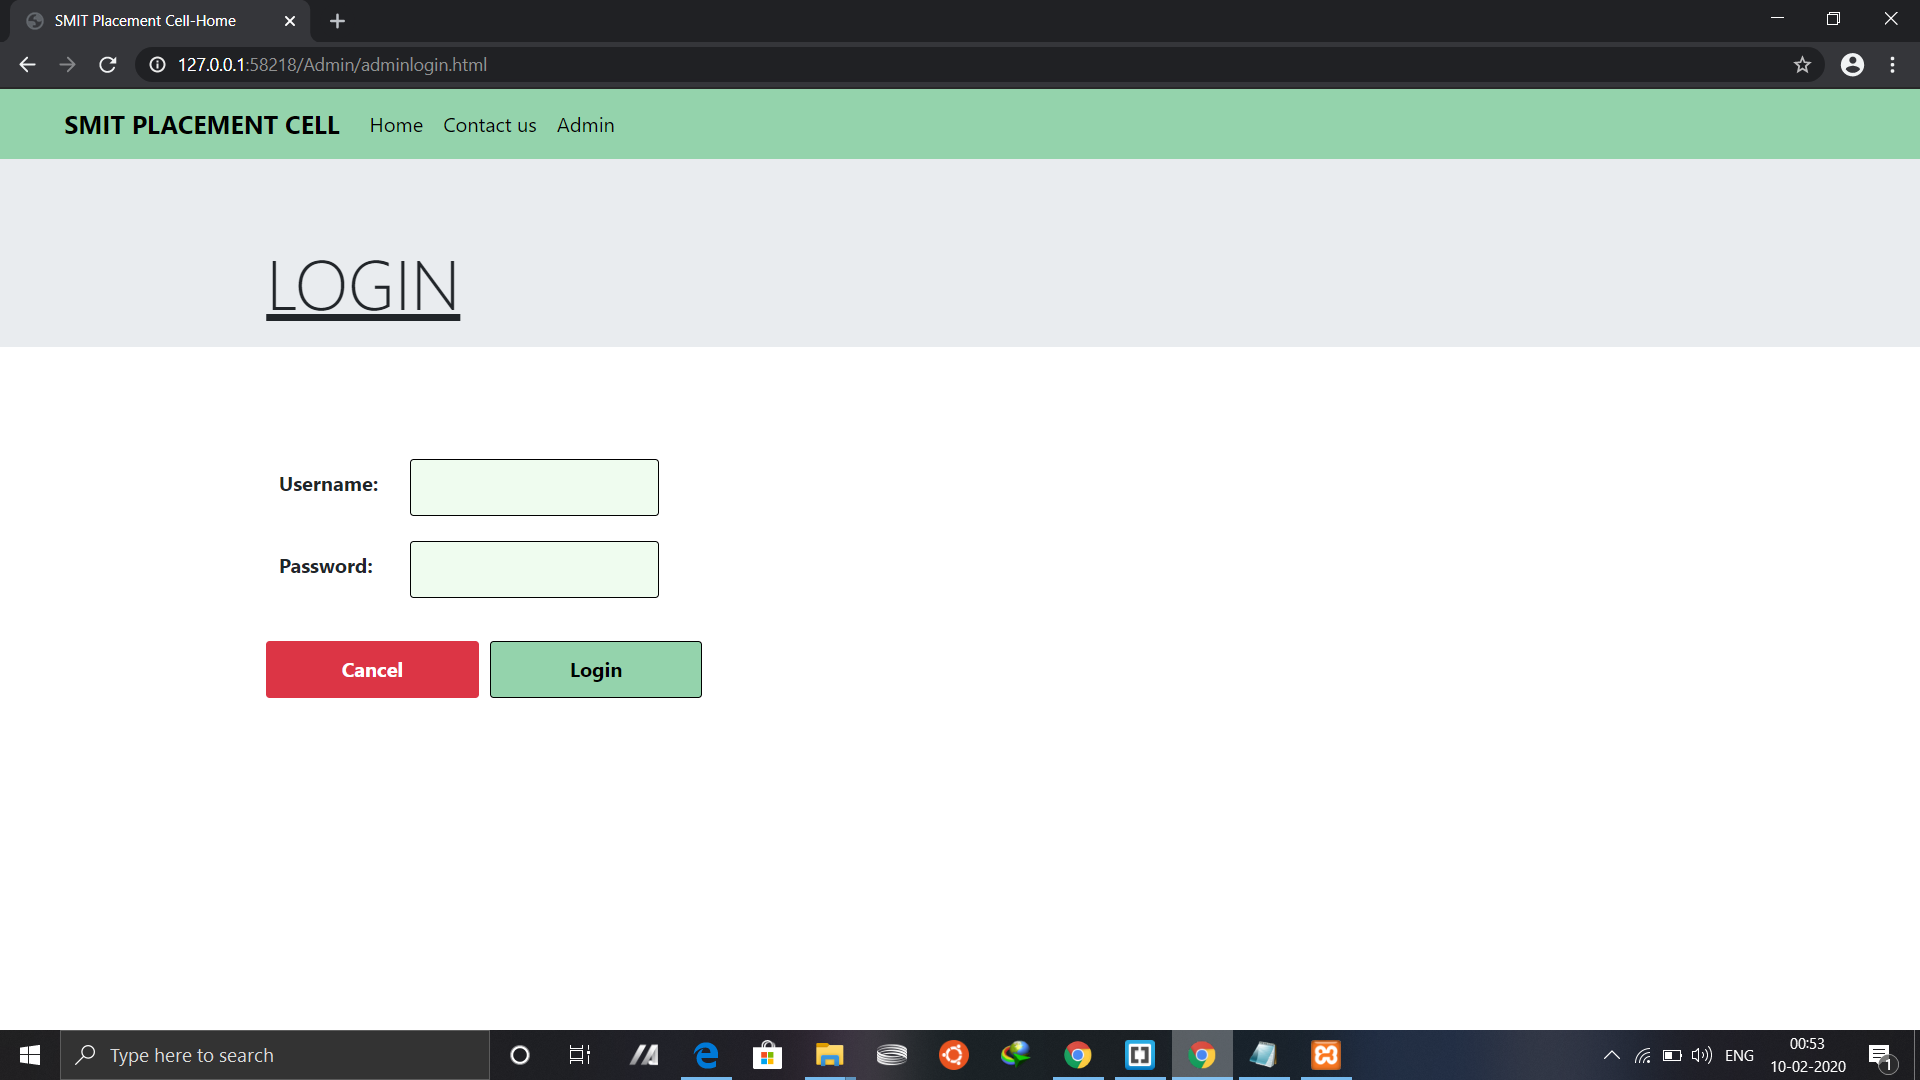 SMIT Placement Cell-Home
127.0.0.1:58218/Admin/adminlogin.html
SMIT PLACEMENT CELL Home Contact us Admin
LOGIN
Username:
Password:
Cancel Login
Type here to search
ENG
00:53
10-02-2020
1